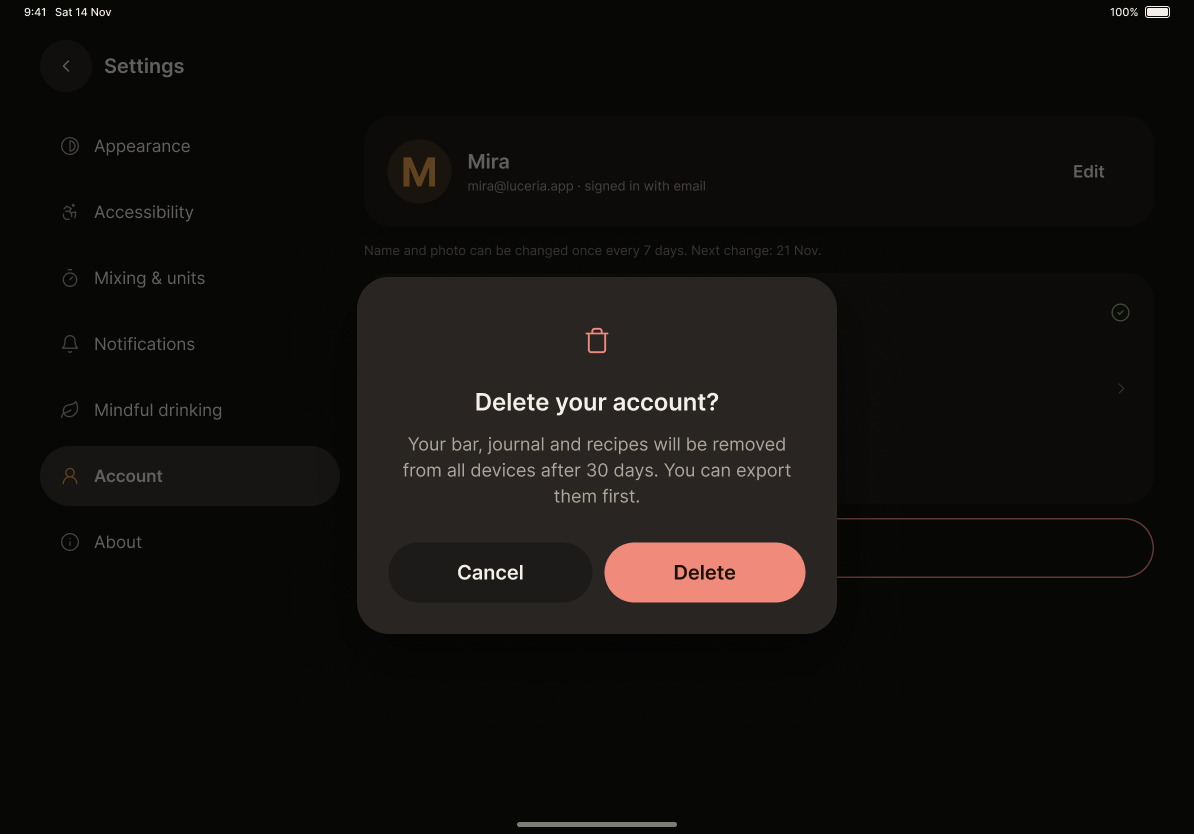 9:41 Sat 14 Nov
100%
Settings
Appearance
Accessibility
Mixing & units
Notifications
Mindful drinking
Account
About
M
Mira
mira@luceria.app · signed in with email
Edit
Name and photo can be changed once every 7 days. Next change: 21 Nov.
Delete your account?
Your bar, journal and recipes will be removed
from all devices after 30 days. You can export
them first.
Cancel
Delete